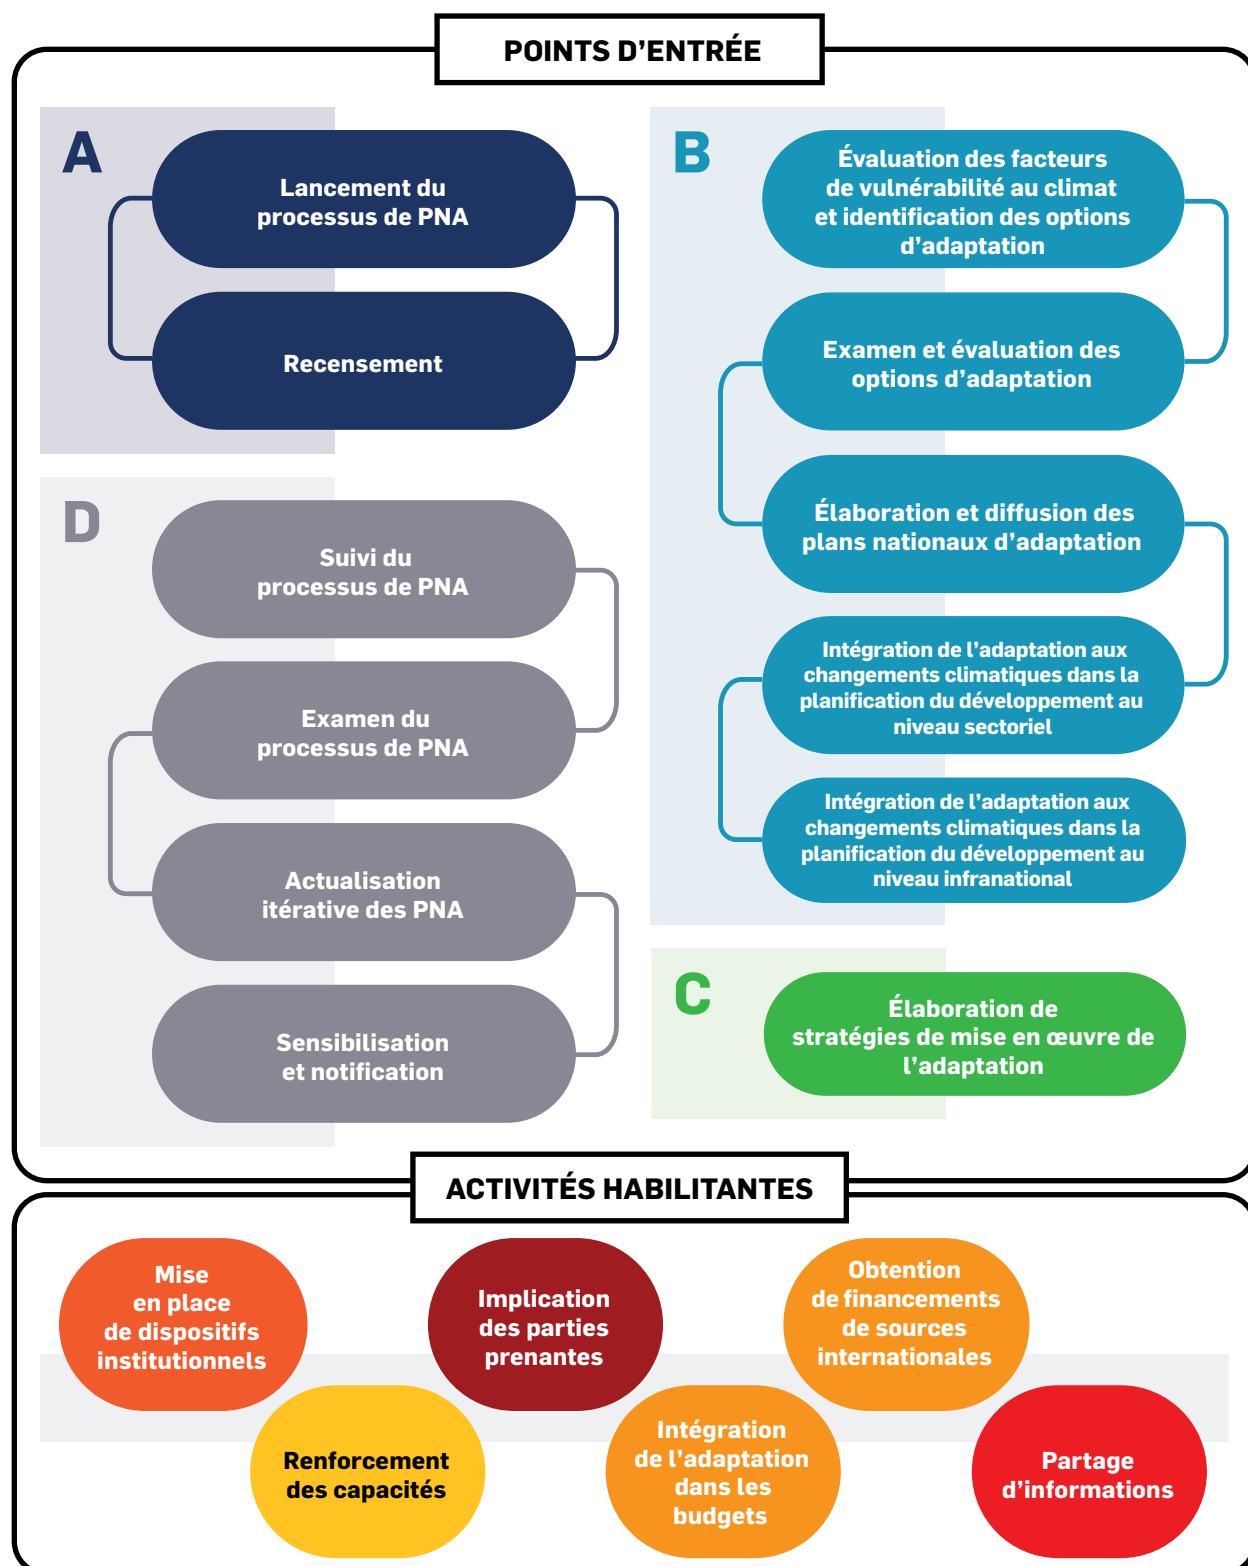 POINTS D’ENTRÉE
A
Lancement du
processus de PNA
Recensement
B
Évaluation des facteurs
de vulnérabilité au climat
et identification des options
d’adaptation
Examen et évaluation des
options d’adaptation
Élaboration et diffusion des
plans nationaux d’adaptation
Intégration de l’adaptation aux
changements climatiques dans la
planification du développement au
niveau sectoriel
Intégration de l’adaptation aux
changements climatiques dans la
planification du développement au
niveau infranational
C
Élaboration de
stratégies de mise en œuvre de
l’adaptation
D
Suivi du
processus de PNA
Examen du
processus de PNA
Actualisation
itérative des PNA
Sensibilisation
et notification
ACTIVITÉS HABILITANTES
Mise
en place
de dispositifs
institutionnels
Renforcement
des capacités
Implication
des parties
prenantes
Intégration
de l’adaptation
dans les
budgets
Obtention
de financements
de sources
internationales
Partage
d’informations